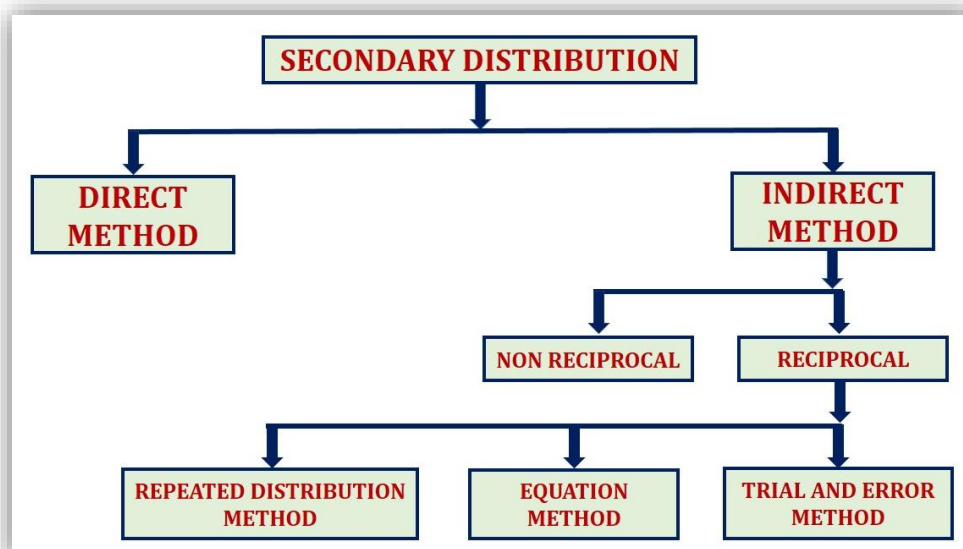 SECONDARY DISTRIBUTION
DIRECT
METHOD
INDIRECT
METHOD
NON RECIPROCAL
RECIPROCAL
REPEATED DISTRIBUTION
METHOD
EQUATION
METHOD
TRIAL AND ERROR
METHOD